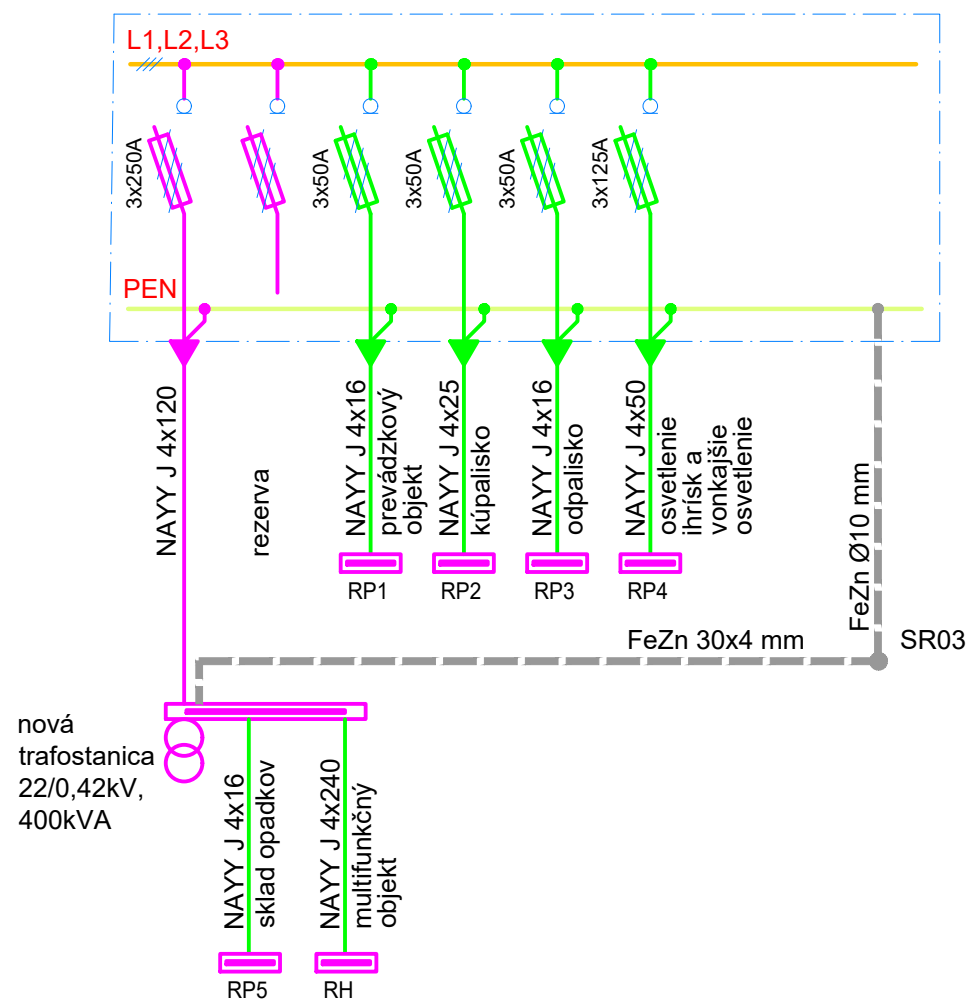 L1,L2,L3
3x250A
3x50A
3x50A
3x50A
3x125A
PEN
NAYY J 4x120
rezerva
NAYY J 4x16
prevádzkový
objekt
NAYY J 4x25
kúpalisko
NAYY J 4x16
odpalisko
NAYY J 4x50
osvetlenie
ihrísk a
vonkajšie
osvetlenie
FeZn Ø10 mm
RP1
RP2
RP3
RP4
FeZn 30x4 mm
SR03
nová
trafostanica
22/0,42kV,
400kVA
NAYY J 4x16
sklad opadkov
NAYY J 4x240
multifunkčný
objekt
RP5
RH